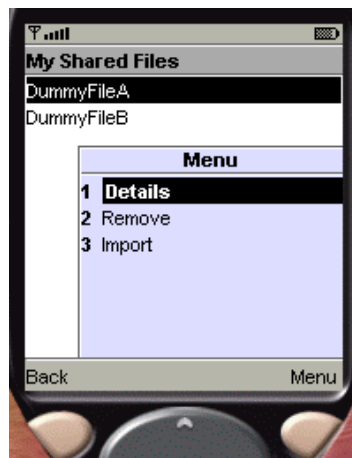 My Shared Files
DummyFileA
DummyFileB
Menu
1 Details
2 Remove
3 Import
Back Menu